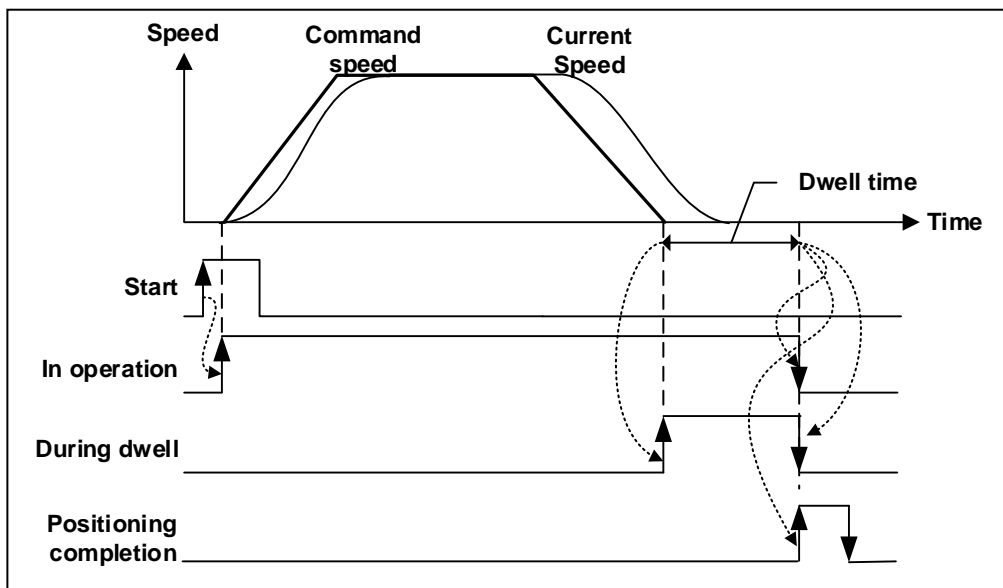 Speed
Command
speed
Current
Speed
Dwell time
Time
Start
In operation
During dwell
Positioning
completion